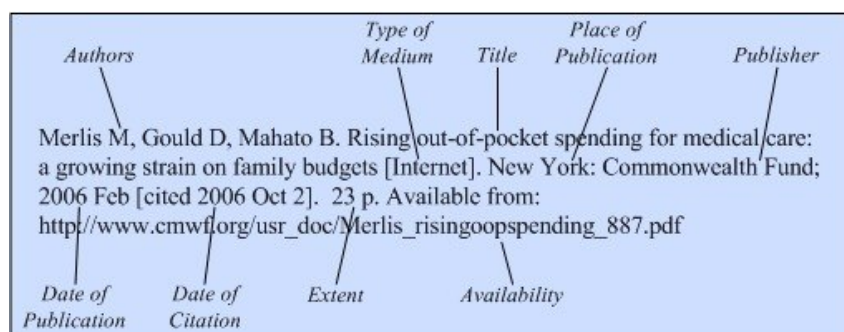 Authors Type of Medium Title Place of Publication Publisher
Merlis M, Gould D, Mahato B. Rising out-of-pocket spending for medical care:
a growing strain on family budgets [Internet]. New York: Commonwealth Fund;
2006 Feb [cited 2006 Oct 2].  23 p. Available from:
http://www.cmwf.org/usr_doc/Merlis_risingoopspending_887.pdf
Date of Publication Date of Citation Extent Availability